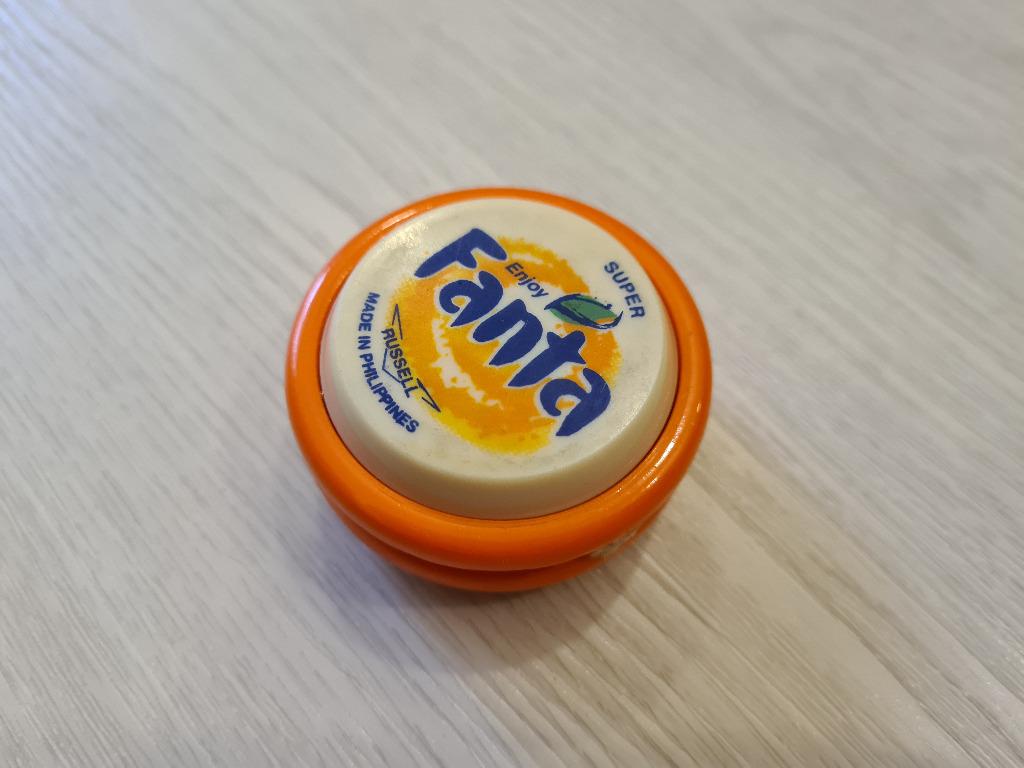 SUPER
Enjoy
Fanta
RUSSELL
MADE IN PHILIPPINES